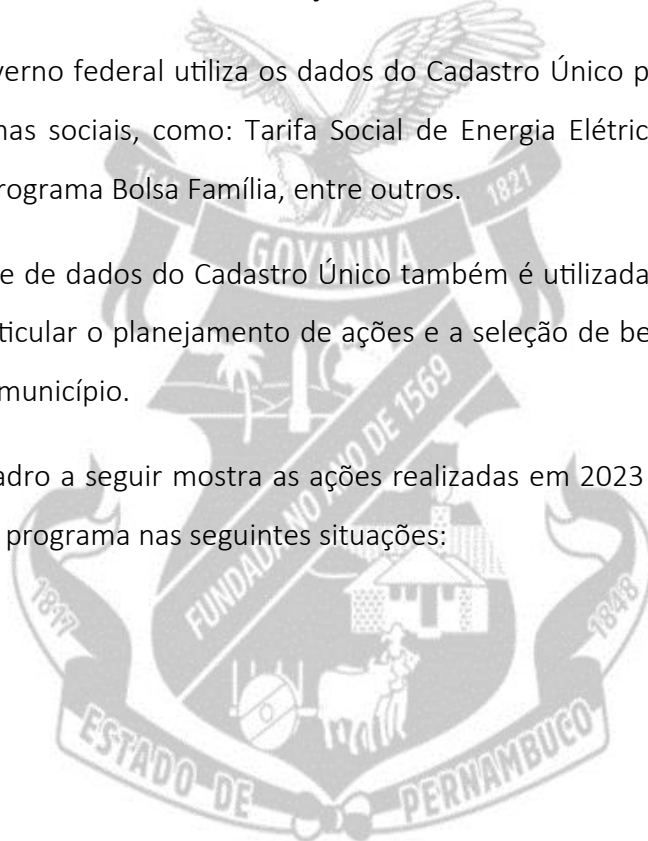 verno federal utiliza os dados do Cadastro Único p
nas sociais, como: Tarifa Social de Energia Elétric
rograma Bolsa Família, entre outros.
e de dados do Cadastro Único também é utilizada
ticular o planejamento de ações e a seleção de be
município.
adro a seguir mostra as ações realizadas em 2023
programa nas seguintes situações:
1821
GOYANNA
FUNDADA NO ANO DE 1569
1817
1848
ESTADO DE
PERNAMBUCO